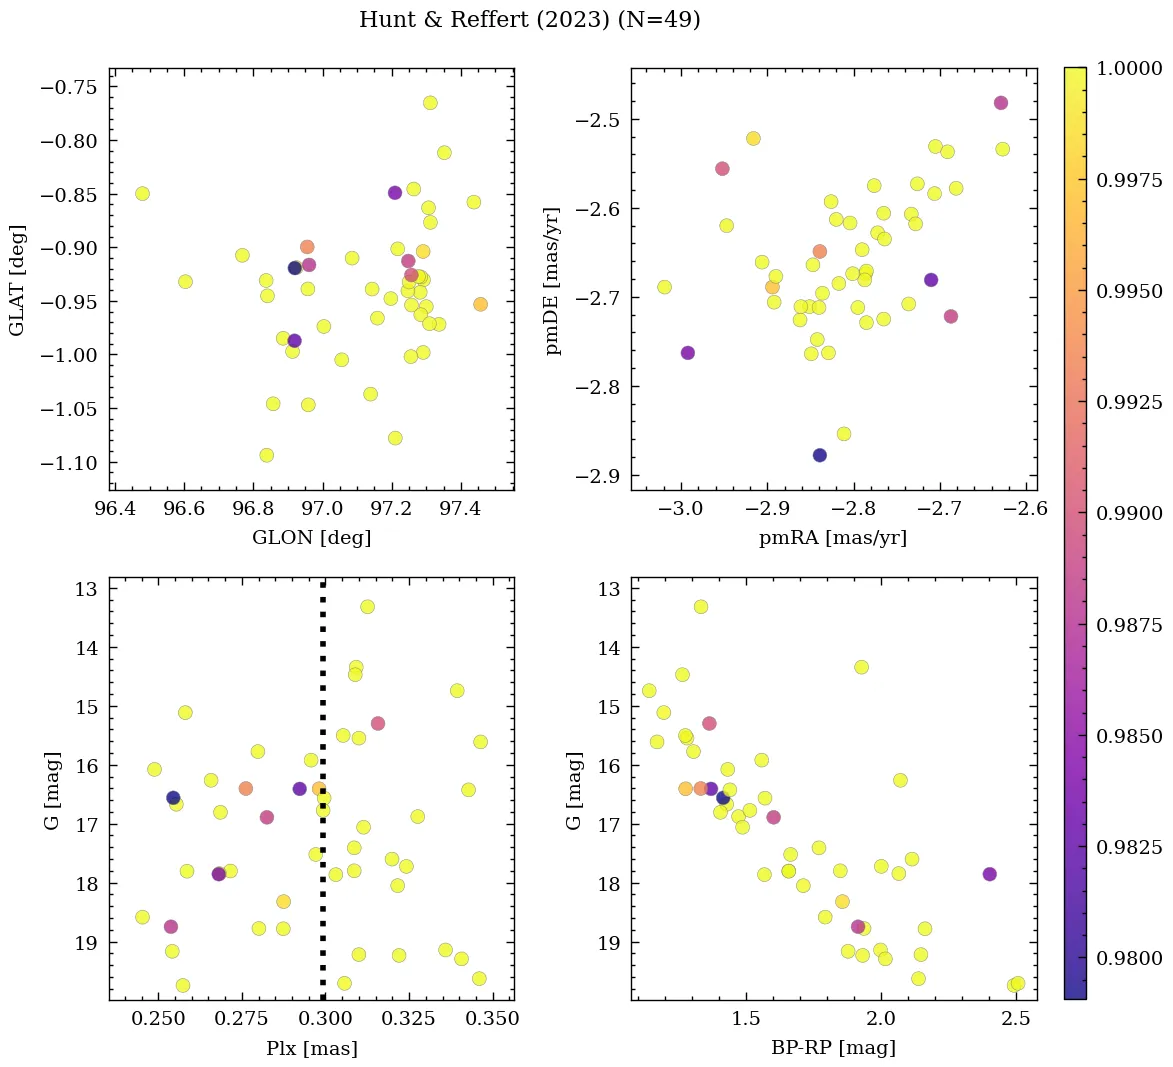 Hunt & Reffert (2023) (N=49)
−0.75
−0.80
−0.85
−0.90
−0.95
−1.00
−1.05
−1.10
GLAT [deg]
96.4 96.6 96.8 97.0 97.2 97.4
GLON [deg]
−2.5
−2.6
−2.7
−2.8
−2.9
pmDE [mas/yr]
−3.0 −2.9 −2.8 −2.7 −2.6
pmRA [mas/yr]
13
14
15
16
17
18
19
G [mag]
0.250 0.275 0.300 0.325 0.350
Plx [mas]
13
14
15
16
17
18
19
G [mag]
1.5 2.0 2.5
BP-RP [mag]
1.0000
0.9975
0.9950
0.9925
0.9900
0.9875
0.9850
0.9825
0.9800